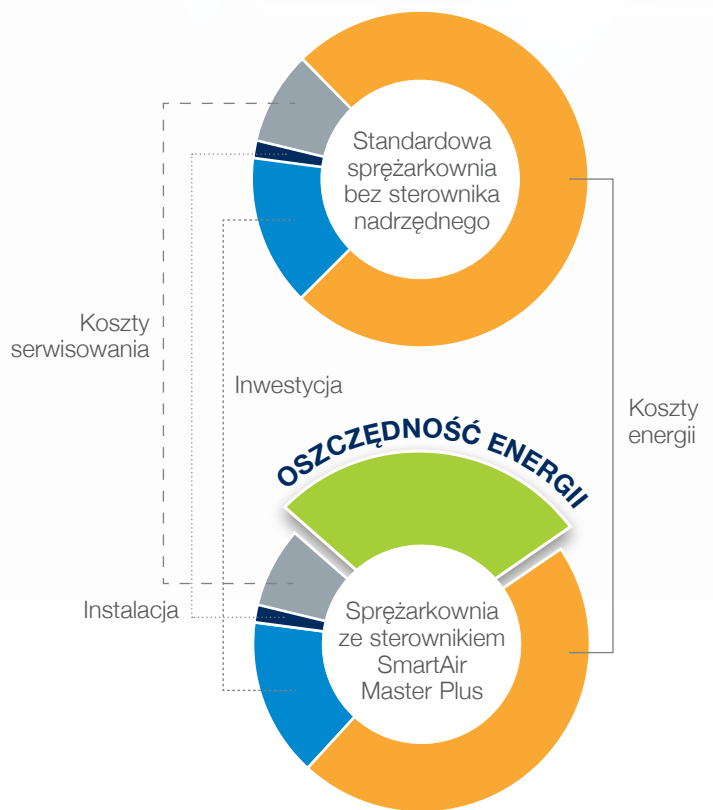 Standardowa
sprężarkownia
bez sterownika
nadrzędnego
Koszty
serwisowania
Inwestycja
Koszty
energii
OSZCZĘDNOŚĆ ENERGII
Instalacja
Sprężarkownia
ze sterownikiem
SmartAir
Master Plus